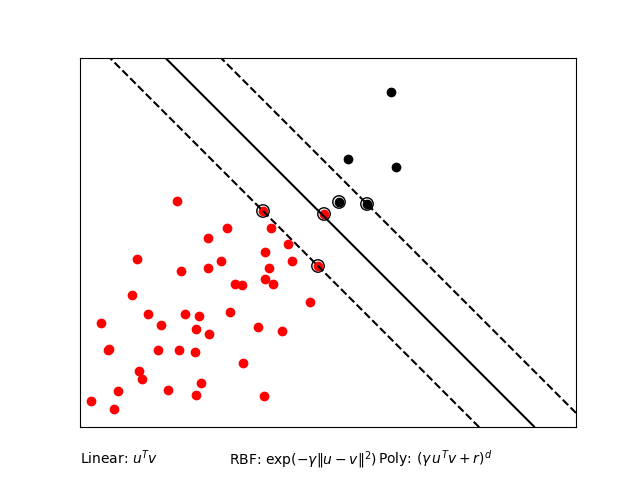 Linear: $u^T v$ RBF: $\exp(-\gamma \|u - v\|^2)$ Poly: $(\gamma\, u^T v + r)^d$